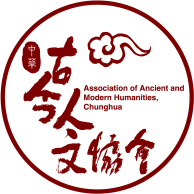 中華
古今人
文協會
Association of Ancient and
Modern Humanities,
Chunghua